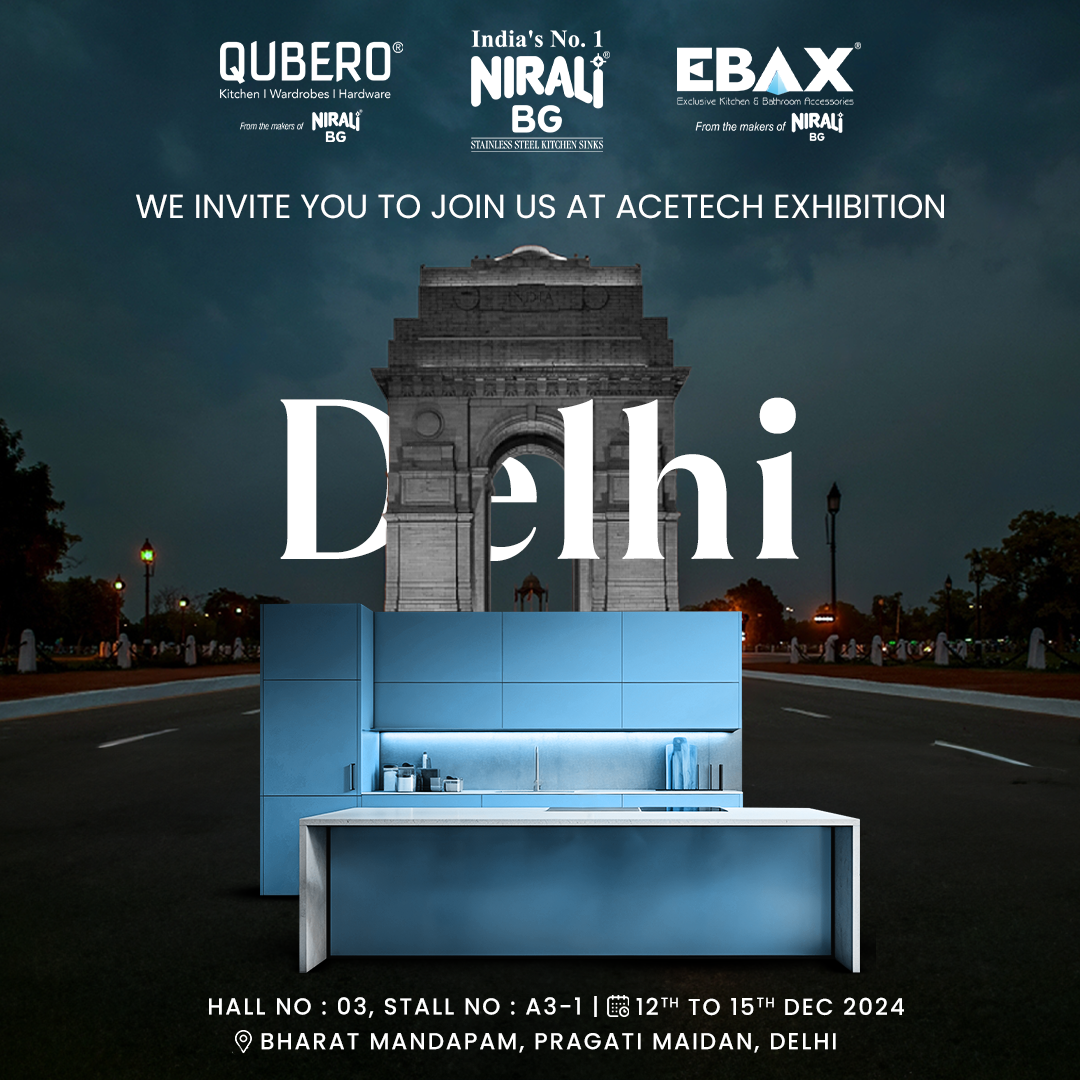 QUBERO®
Kitchen | Wardrobes | Hardware
From the makers of NIRALI® BG
India's No. 1
NIRALI®
BG
STAINLESS STEEL KITCHEN SINKS
EBAX®
Exclusive Kitchen & Bathroom Accessories
From the makers of NIRALI® BG
WE INVITE YOU TO JOIN US AT ACETECH EXHIBITION
INDIA
Delhi
HALL NO : 03, STALL NO : A3-1 | 12TH TO 15TH DEC 2024
BHARAT MANDAPAM, PRAGATI MAIDAN, DELHI